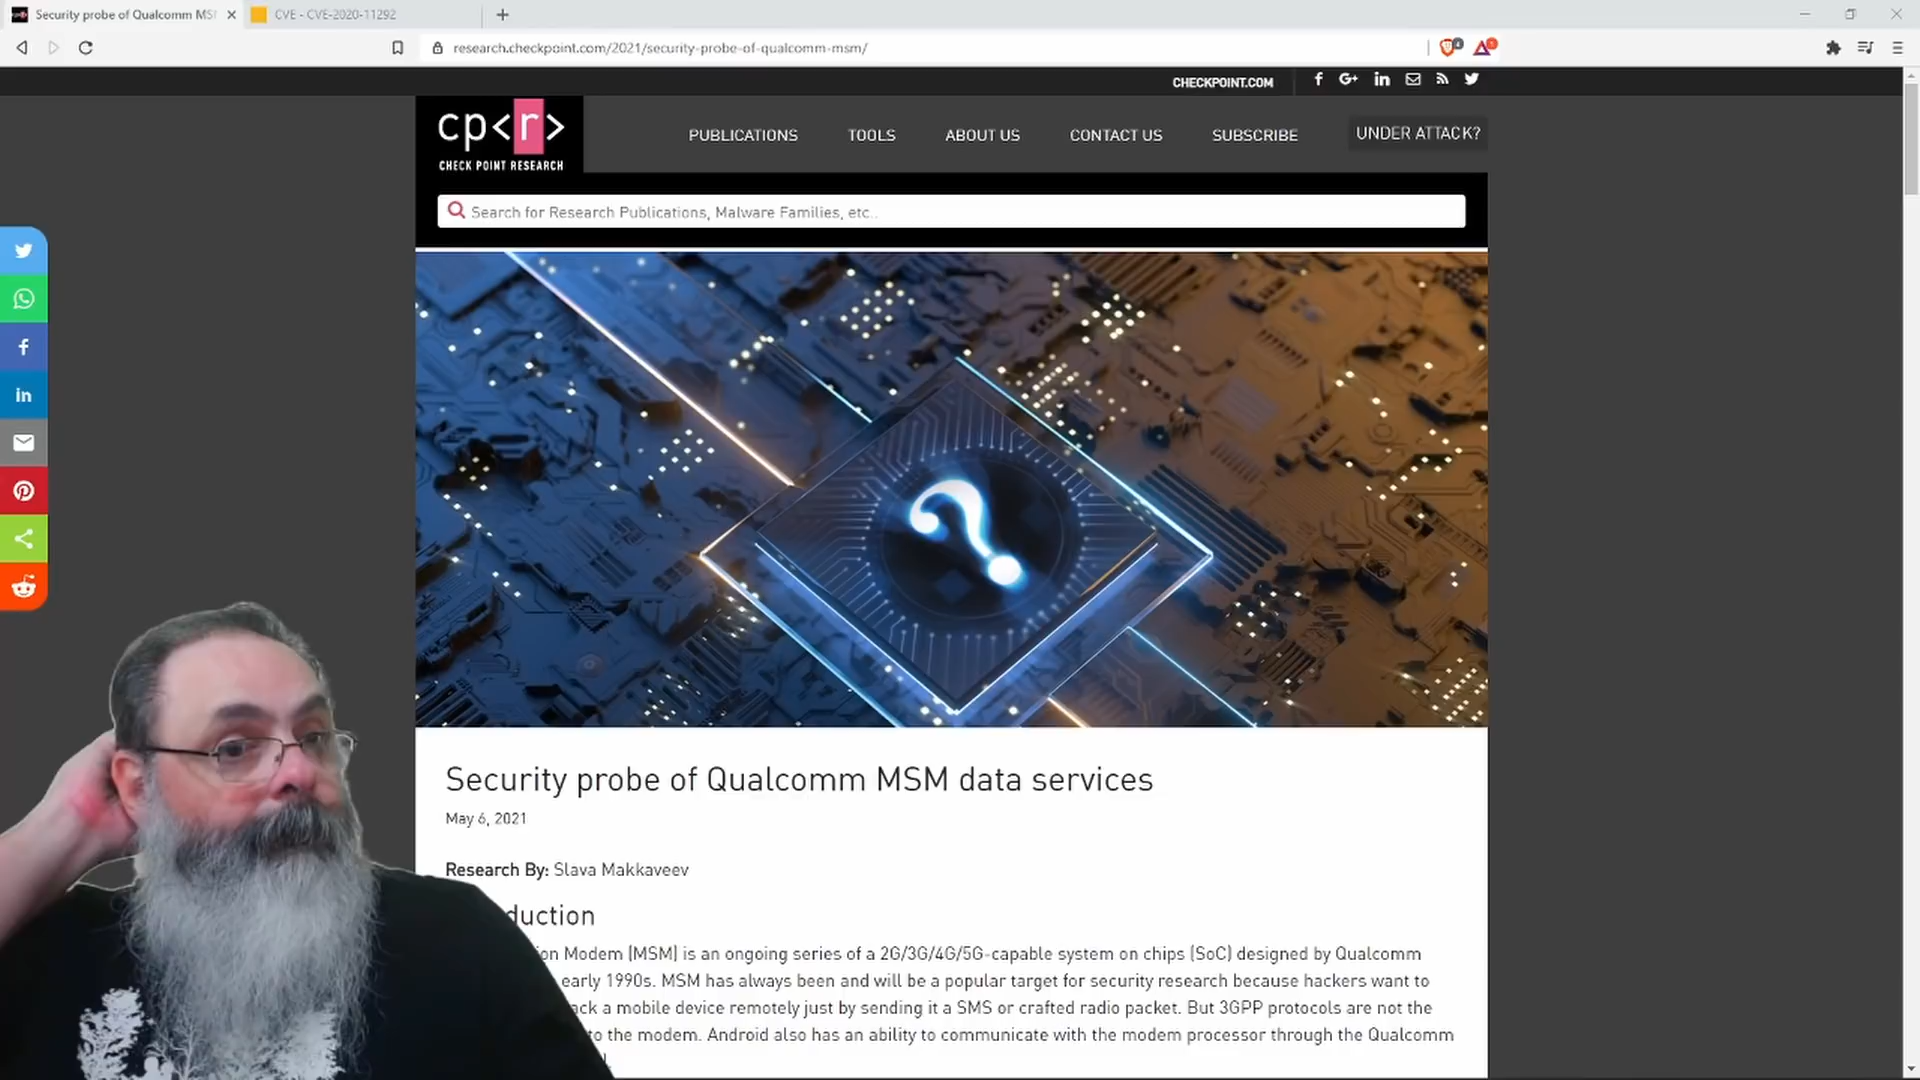 Security probe of Qualcomm MS
CVE - CVE-2020-11292
research.checkpoint.com/2021/security-probe-of-qualcomm-msm/
CHECKPOINT.COM
cp<r>
CHECK POINT RESEARCH
PUBLICATIONS
TOOLS
ABOUT US
CONTACT US
SUBSCRIBE
UNDER ATTACK?
Search for Research Publications, Malware Families, etc..
?
Security probe of Qualcomm MSM data services
May 6, 2021
Research By: Slava Makkaveev
duction
on Modem (MSM) is an ongoing series of a 2G/3G/4G/5G-capable system on chips (SoC) designed by Qualcomm
early 1990s. MSM has always been and will be a popular target for security research because hackers want to
ack a mobile device remotely just by sending it a SMS or crafted radio packet. But 3GPP protocols are not the
to the modem. Android also has an ability to communicate with the modem processor through the Qualcomm